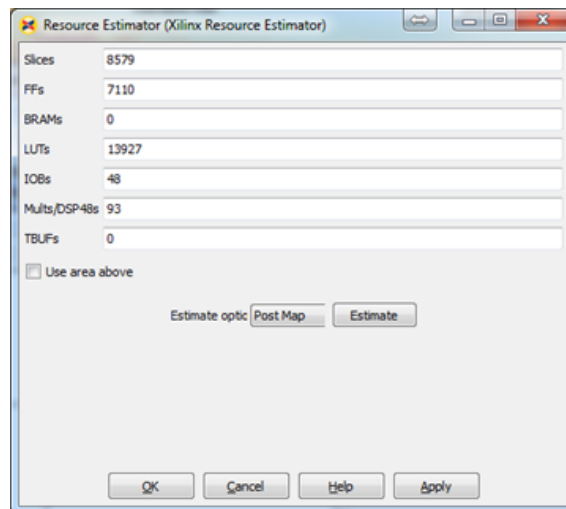 Resource Estimator (Xilinx Resource Estimator)
Slices 8579
FFs 7110
BRAMs 0
LUTs 13927
IOBs 48
Mults/DSP48s 93
TBUFs 0
Use area above
Estimate optic Post Map Estimate
OK Cancel Help Apply